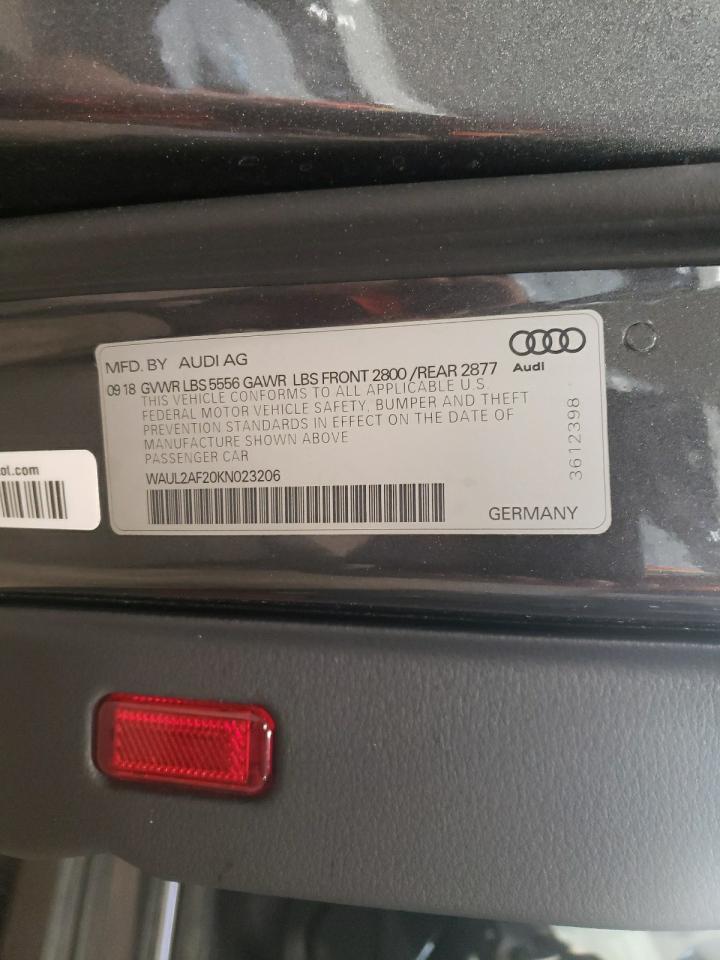 MFD. BY AUDI AG
Audi
09 18 GVWR LBS 5556 GAWR LBS FRONT 2800 /REAR 2877
THIS VEHICLE CONFORMS TO ALL APPLICABLE U.S.
FEDERAL MOTOR VEHICLE SAFETY, BUMPER AND THEFT
PREVENTION STANDARDS IN EFFECT ON THE DATE OF
MANUFACTURE SHOWN ABOVE
PASSENGER CAR
WAUL2AF20KN023206
3612398
GERMANY
ot.com